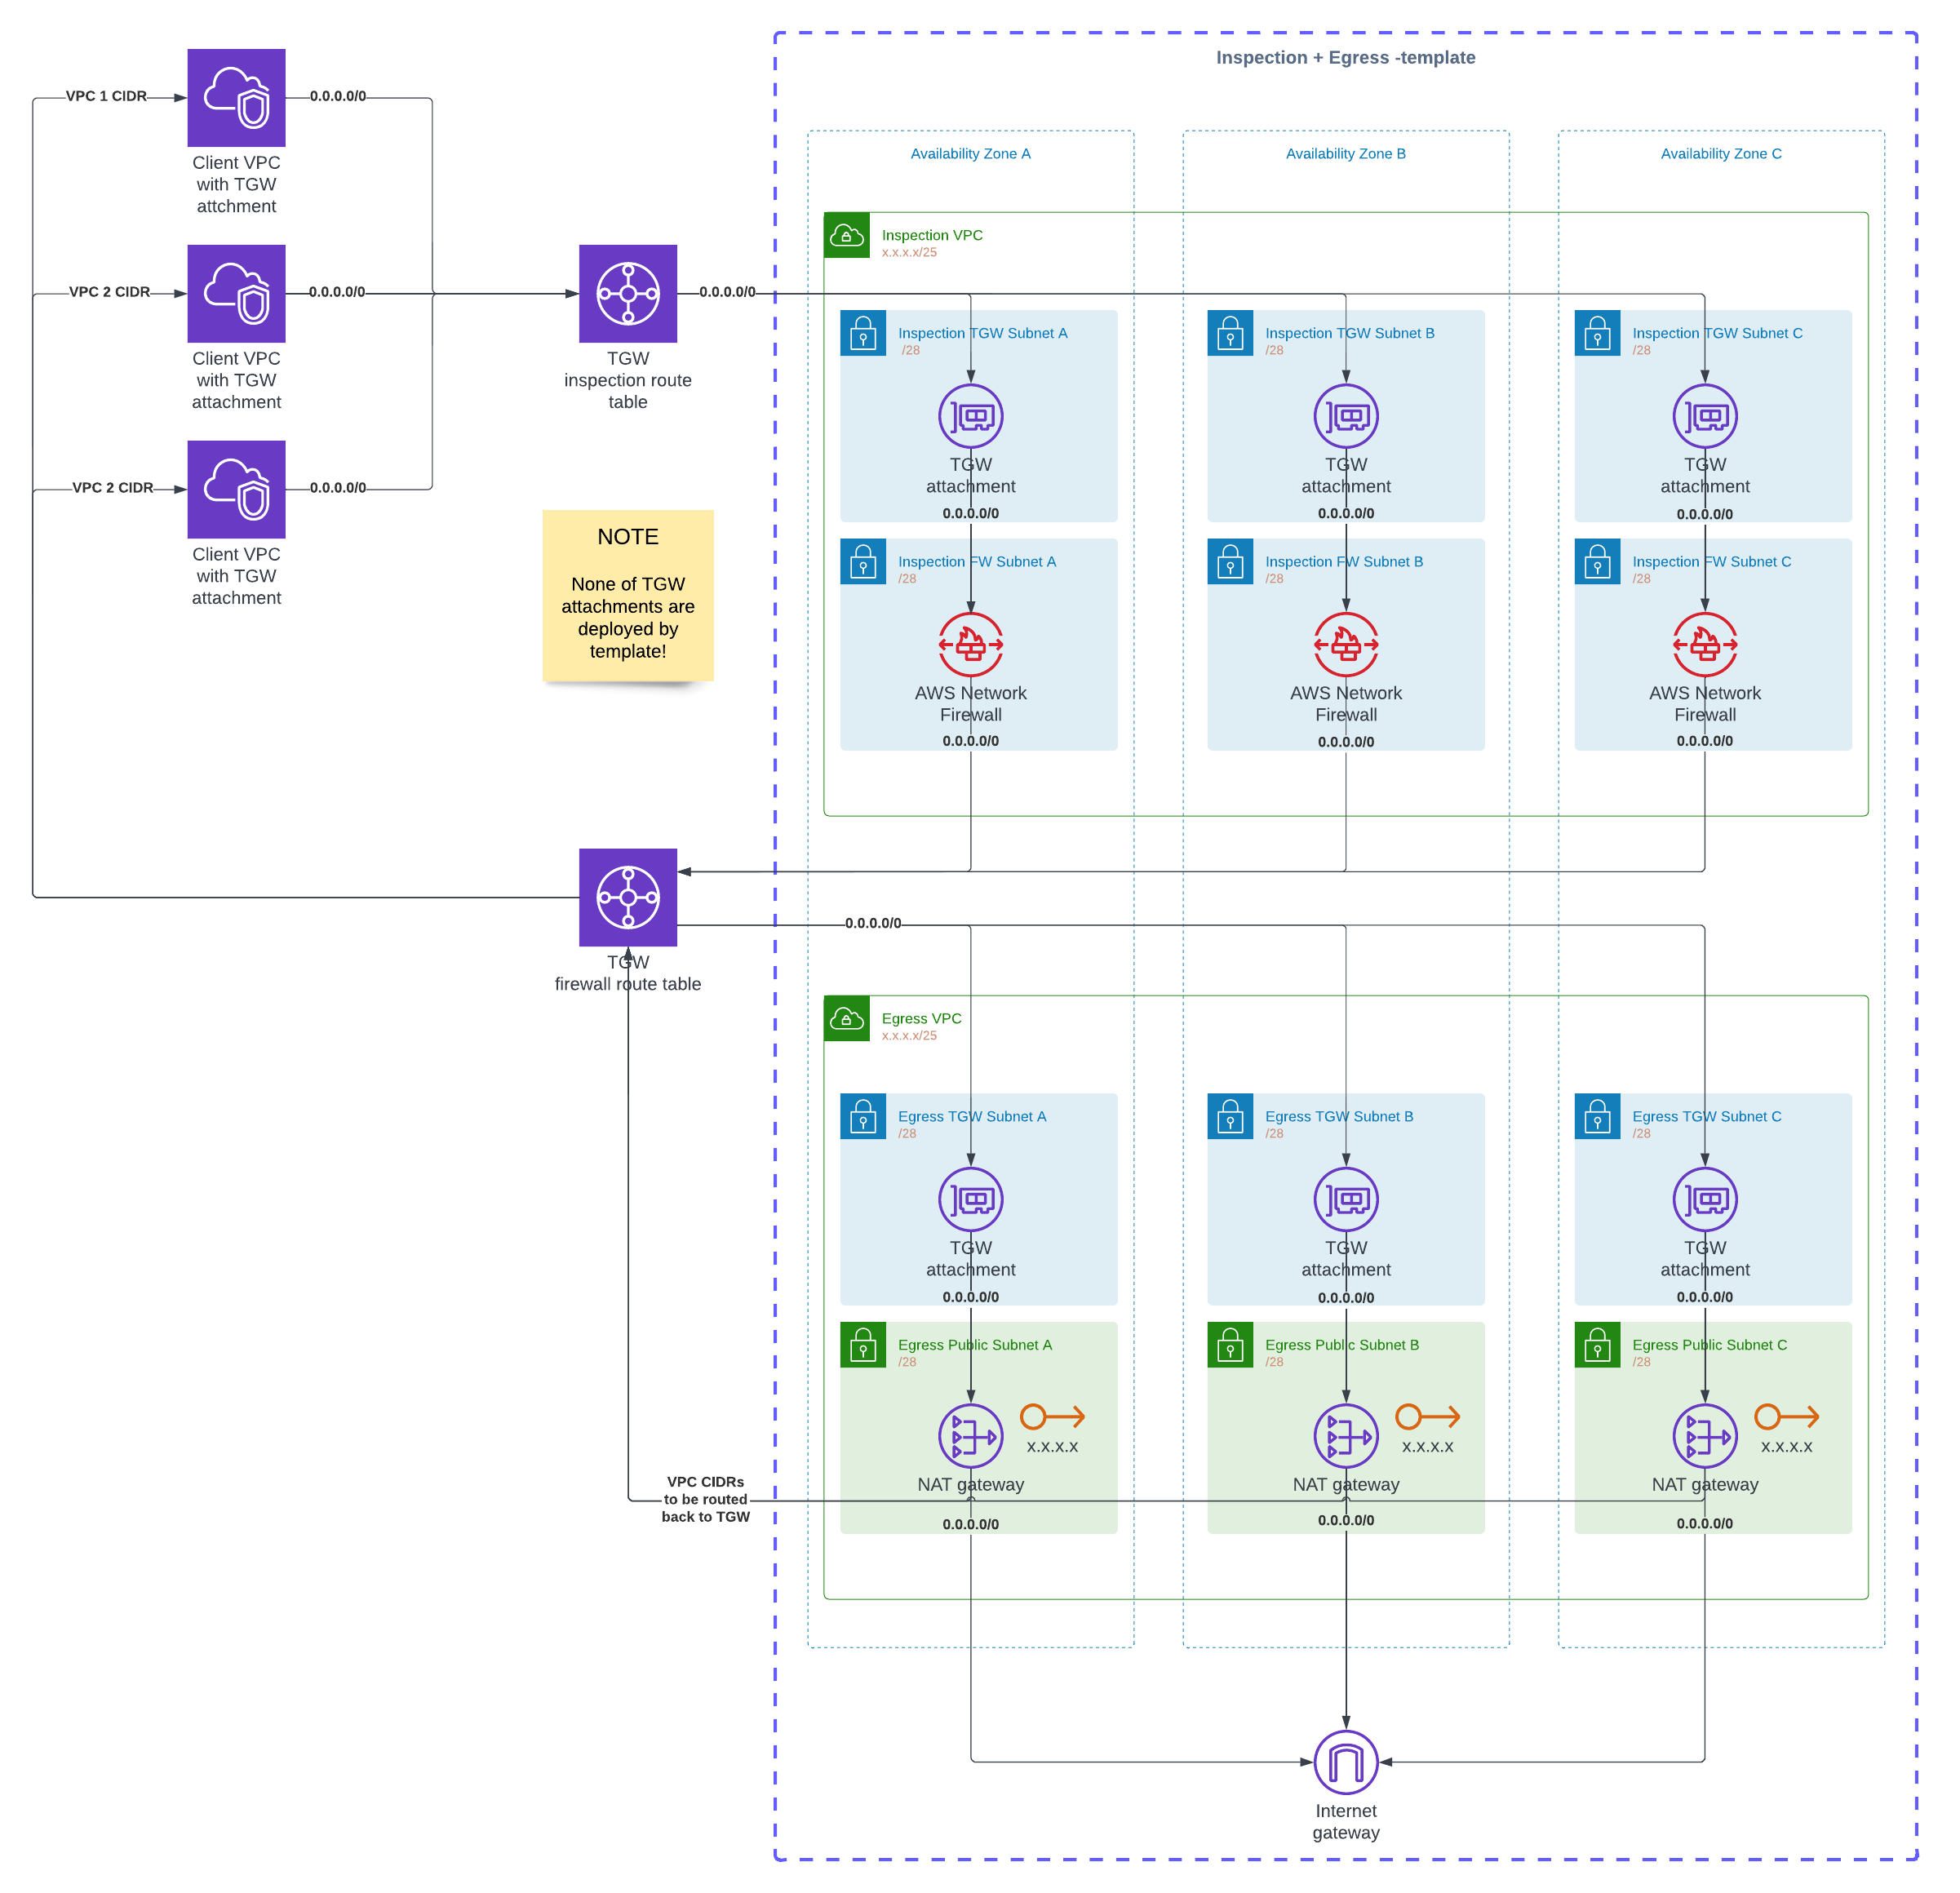 Inspection + Egress -template
VPC 1 CIDR
0.0.0.0/0
Client VPC
with TGW
attchment
VPC 2 CIDR
0.0.0.0/0
Client VPC
with TGW
attachment
VPC 2 CIDR
0.0.0.0/0
Client VPC
with TGW
attachment
TGW
inspection route
table
0.0.0.0/0
NOTE
None of TGW
attachments are
deployed by
template!
Availability Zone A
Availability Zone B
Availability Zone C
Inspection VPC
x.x.x.x/25
Inspection TGW Subnet A
/28
TGW
attachment
0.0.0.0/0
Inspection TGW Subnet B
/28
TGW
attachment
0.0.0.0/0
Inspection TGW Subnet C
/28
TGW
attachment
0.0.0.0/0
Inspection FW Subnet A
/28
AWS Network
Firewall
0.0.0.0/0
Inspection FW Subnet B
/28
AWS Network
Firewall
0.0.0.0/0
Inspection FW Subnet C
/28
AWS Network
Firewall
0.0.0.0/0
TGW
firewall route table
0.0.0.0/0
Egress VPC
x.x.x.x/25
Egress TGW Subnet A
/28
TGW
attachment
0.0.0.0/0
Egress TGW Subnet B
/28
TGW
attachment
0.0.0.0/0
Egress TGW Subnet C
/28
TGW
attachment
0.0.0.0/0
Egress Public Subnet A
/28
x.x.x.x
NAT gateway
0.0.0.0/0
Egress Public Subnet B
/28
x.x.x.x
NAT gateway
0.0.0.0/0
Egress Public Subnet C
/28
x.x.x.x
NAT gateway
0.0.0.0/0
VPC CIDRs
to be routed
back to TGW
Internet
gateway